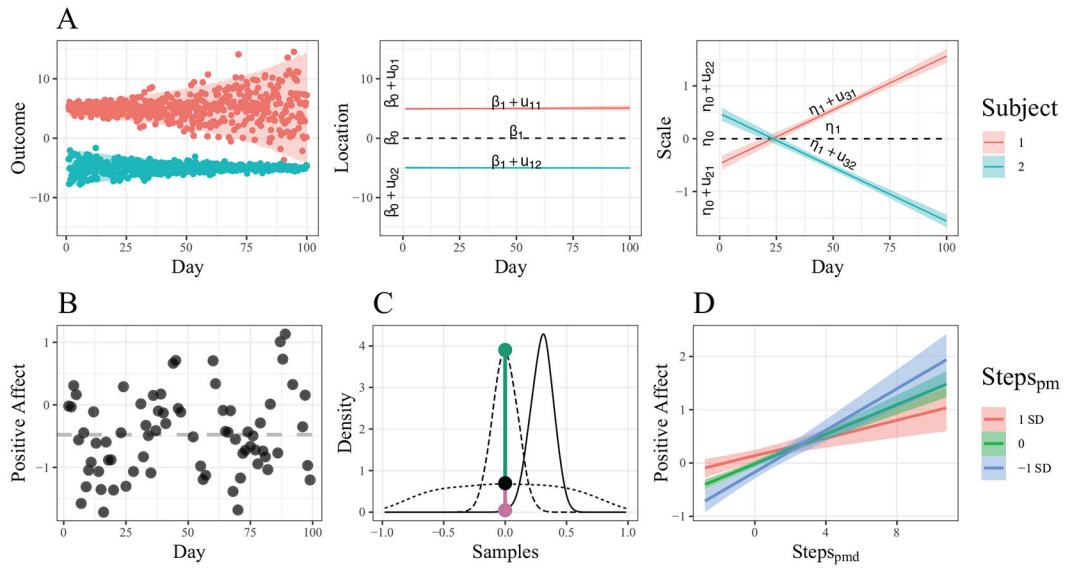 A
Outcome
10
0
−10
0
25
50
75
100
Day
Location
10
5
0
−5
−10
β₀ + u₀₁
β₀
β₀ + u₀₂
β₁ + u₁₁
β₁
β₁ + u₁₂
0
25
50
75
100
Day
Scale
1
0
−1
η₀ + u₂₂
η₀
η₀ + u₂₁
η₁ + u₃₁
η₁
η₁ + u₃₂
0
25
50
75
100
Day
Subject
1
2
B
Positive Affect
1
0
−1
0
25
50
75
100
Day
C
Density
4
3
2
1
0
−1.0
−0.5
0.0
0.5
1.0
Samples
D
Positive Affect
2
1
0
−1
0
4
8
Steps_pmd
Steps_pm
1 SD
0
−1 SD